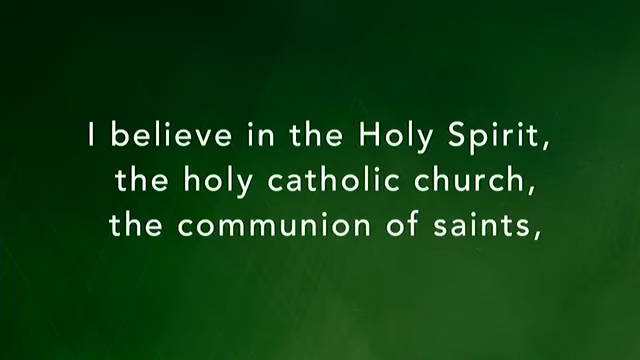 I believe in the Holy Spirit,
the holy catholic church,
the communion of saints,